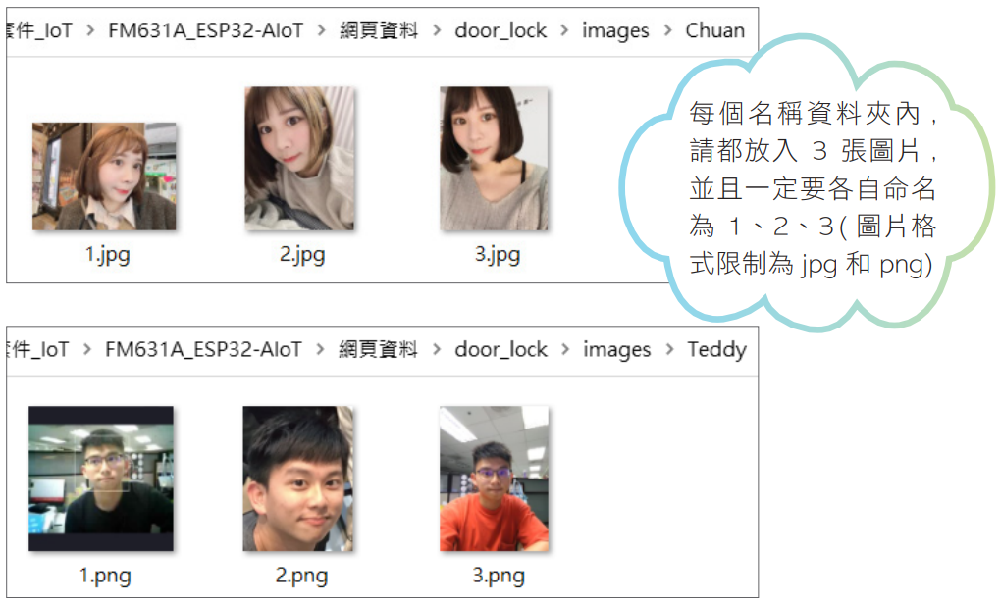 套件_IoT > FM631A_ESP32-AIoT > 網頁資料 > door_lock > images > Chuan
1.jpg
2.jpg
3.jpg
每個名稱資料夾內,
請都放入 3 張圖片,
並且一定要各自命名
為 1、2、3( 圖片格
式限制為 jpg 和 png)
套件_IoT > FM631A_ESP32-AIoT > 網頁資料 > door_lock > images > Teddy
1.png
2.png
3.png